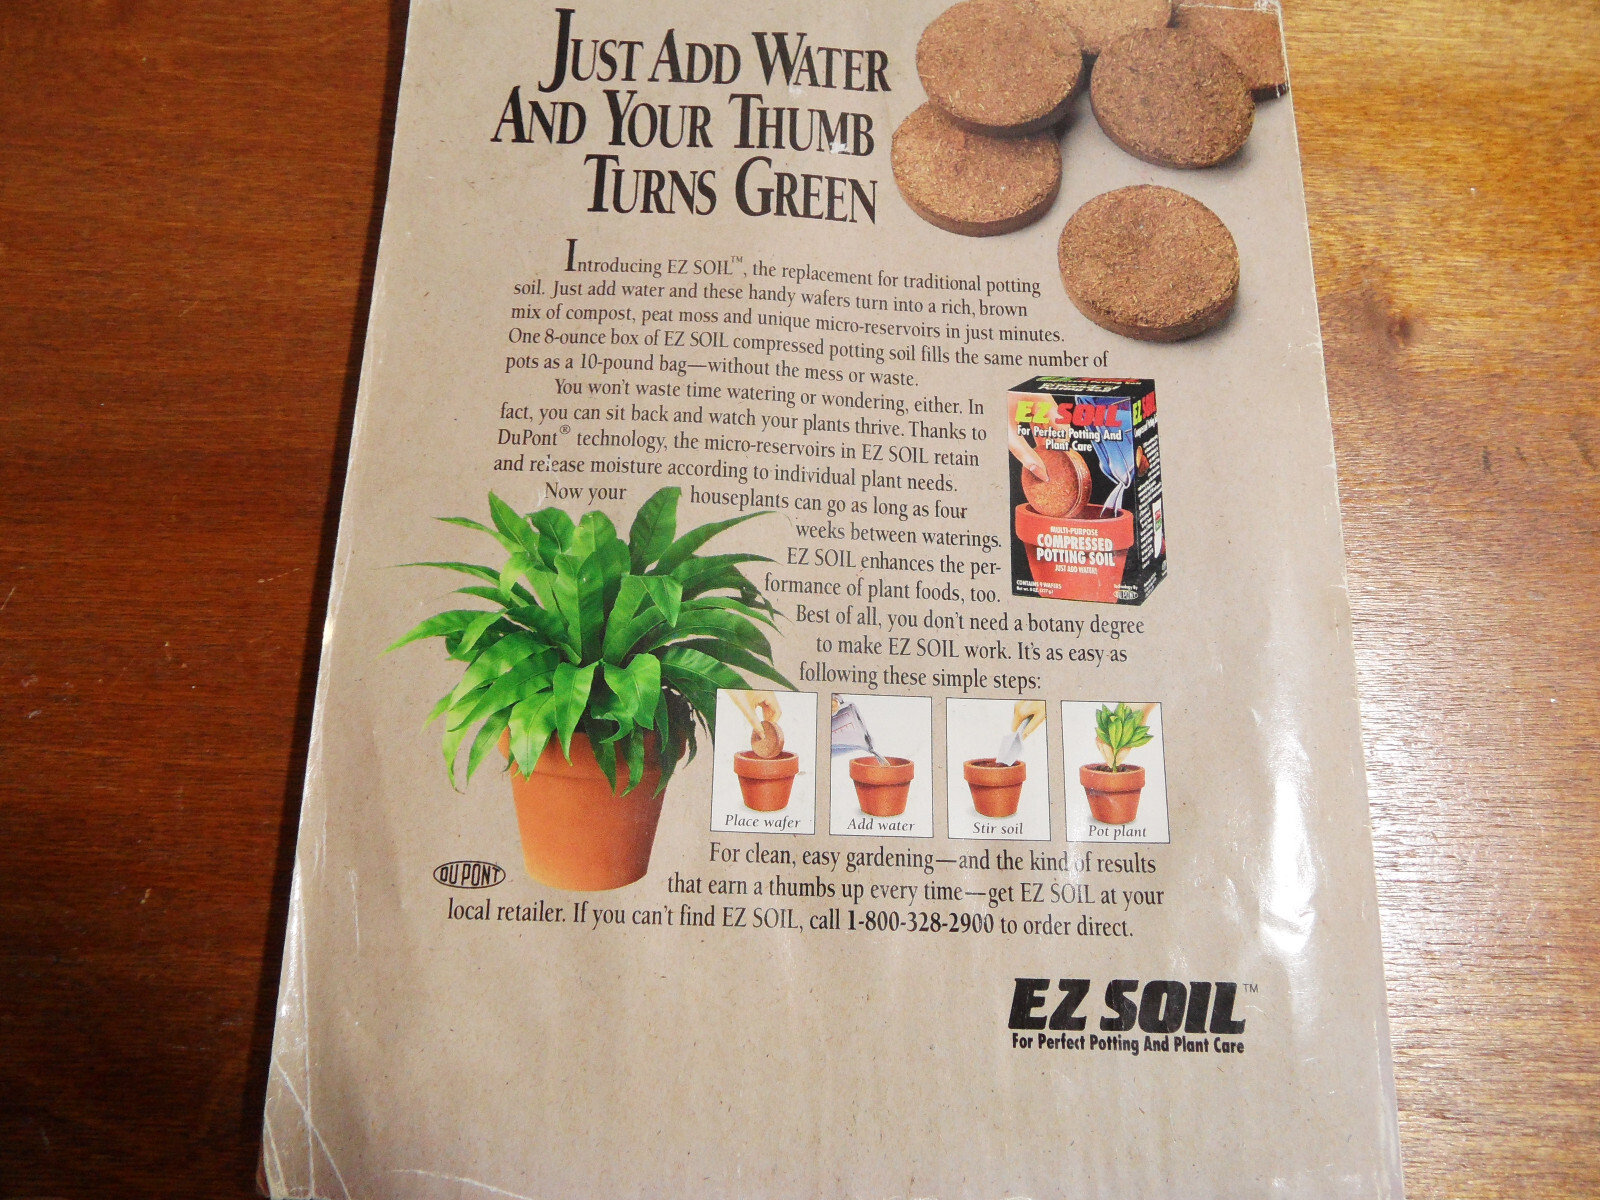 JUST ADD WATER
AND YOUR THUMB
TURNS GREEN
Introducing EZ SOIL™, the replacement for traditional potting
soil. Just add water and these handy wafers turn into a rich, brown
mix of compost, peat moss and unique micro-reservoirs in just minutes.
One 8-ounce box of EZ SOIL compressed potting soil fills the same number of
pots as a 10-pound bag—without the mess or waste.
You won't waste time watering or wondering, either. In
fact, you can sit back and watch your plants thrive. Thanks to
DuPont® technology, the micro-reservoirs in EZ SOIL retain
and release moisture according to individual plant needs.
Now your houseplants can go as long as four
weeks between waterings.
EZ SOIL enhances the per-
formance of plant foods, too.
Best of all, you don't need a botany degree
to make EZ SOIL work. It's as easy as
following these simple steps:
EZ SOIL
For Perfect Potting And
Plant Care
MULTI-PURPOSE
COMPRESSED
POTTING SOIL
JUST ADD WATER!
CONTAINS 9 WAFERS
EZ SOIL
Place wafer
Add water
Stir soil
Pot plant
For clean, easy gardening—and the kind of results
that earn a thumbs up every time—get EZ SOIL at your
local retailer. If you can't find EZ SOIL, call 1-800-328-2900 to order direct.
DU PONT
EZ SOIL™
For Perfect Potting And Plant Care